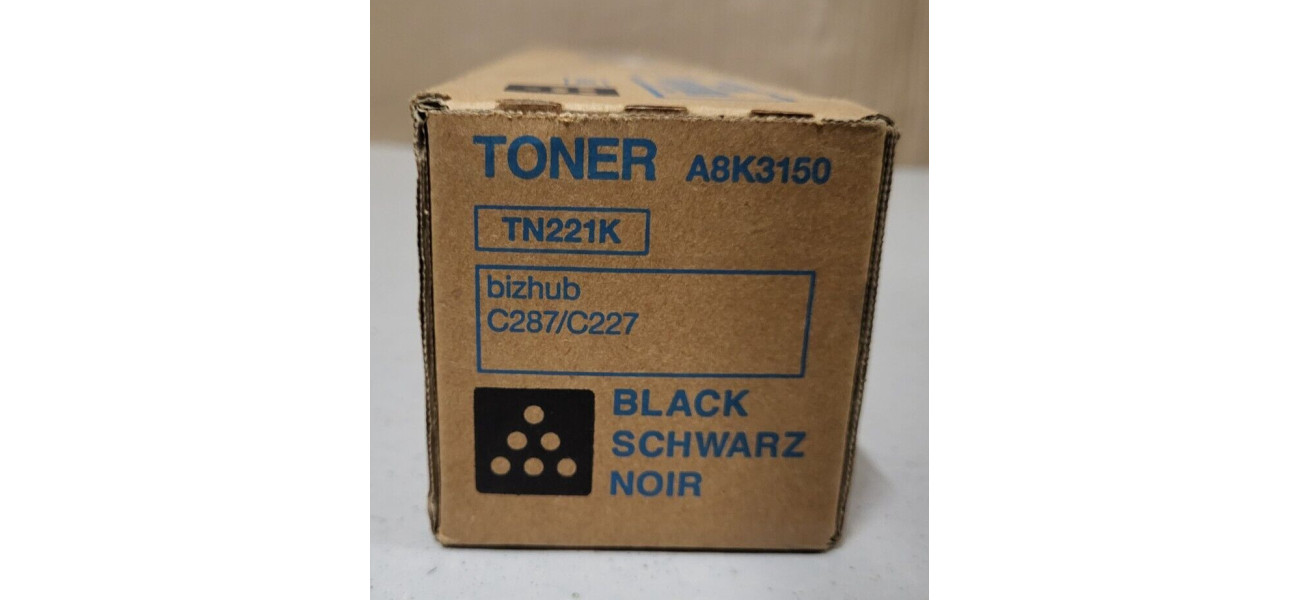 TONER A8K3150
TN221K
bizhub
C287/C227
BLACK
SCHWARZ
NOIR